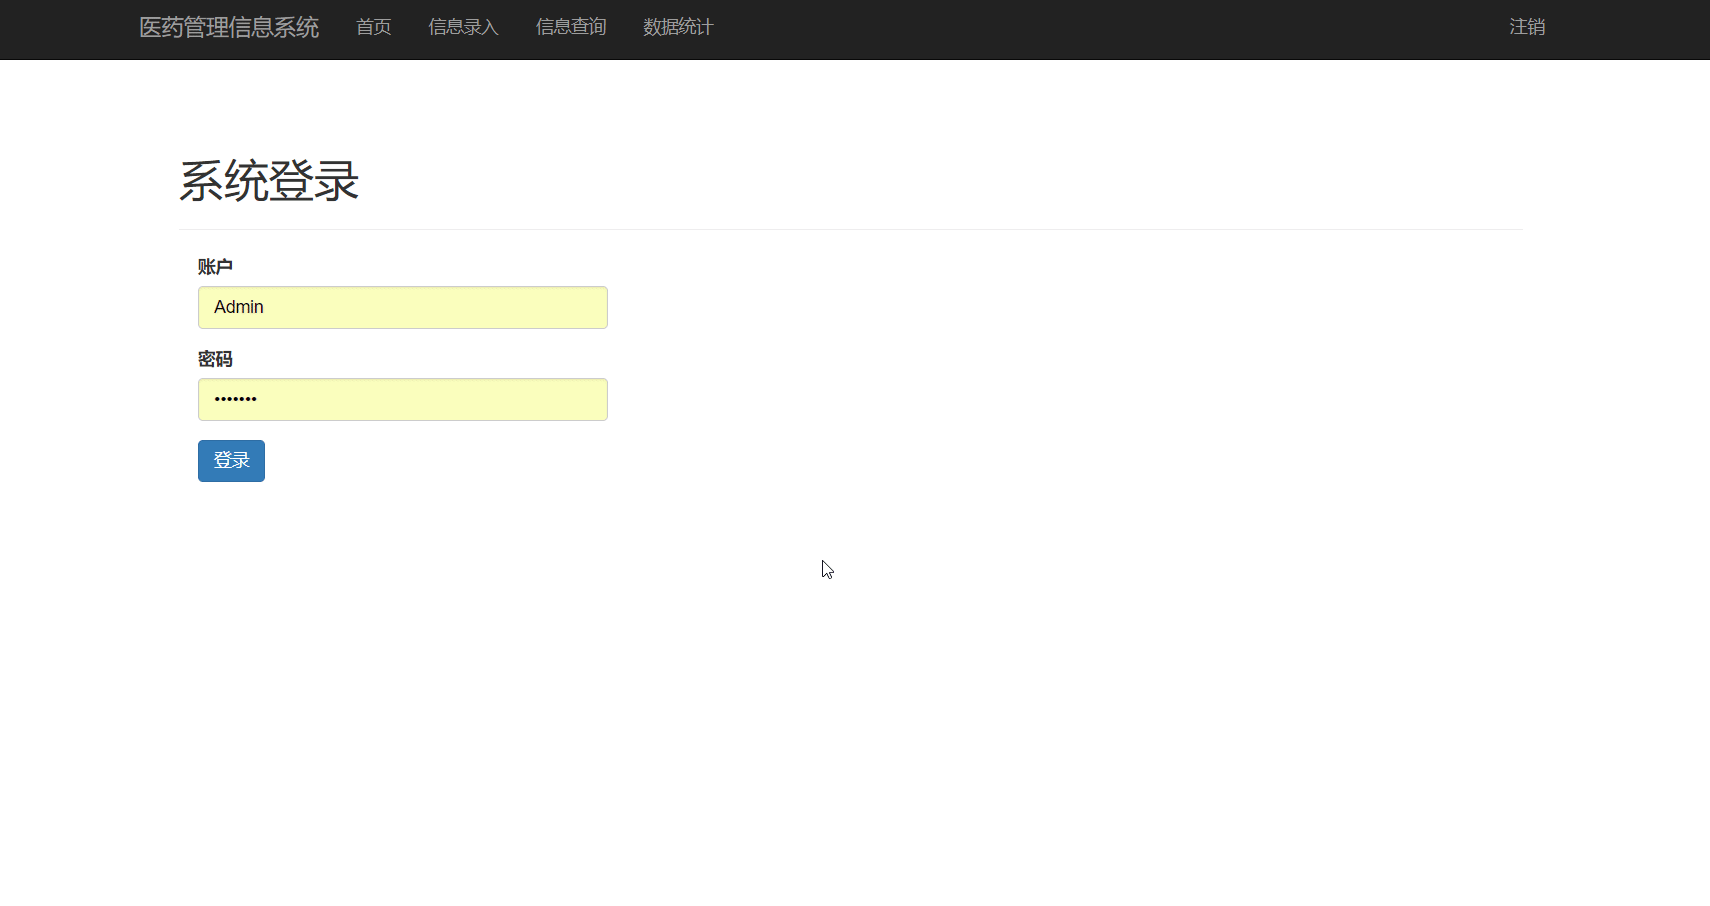 医药管理信息系统 首页 信息录入 信息查询 数据统计 注销
系统登录
账户
Admin
密码
•••••••
登录